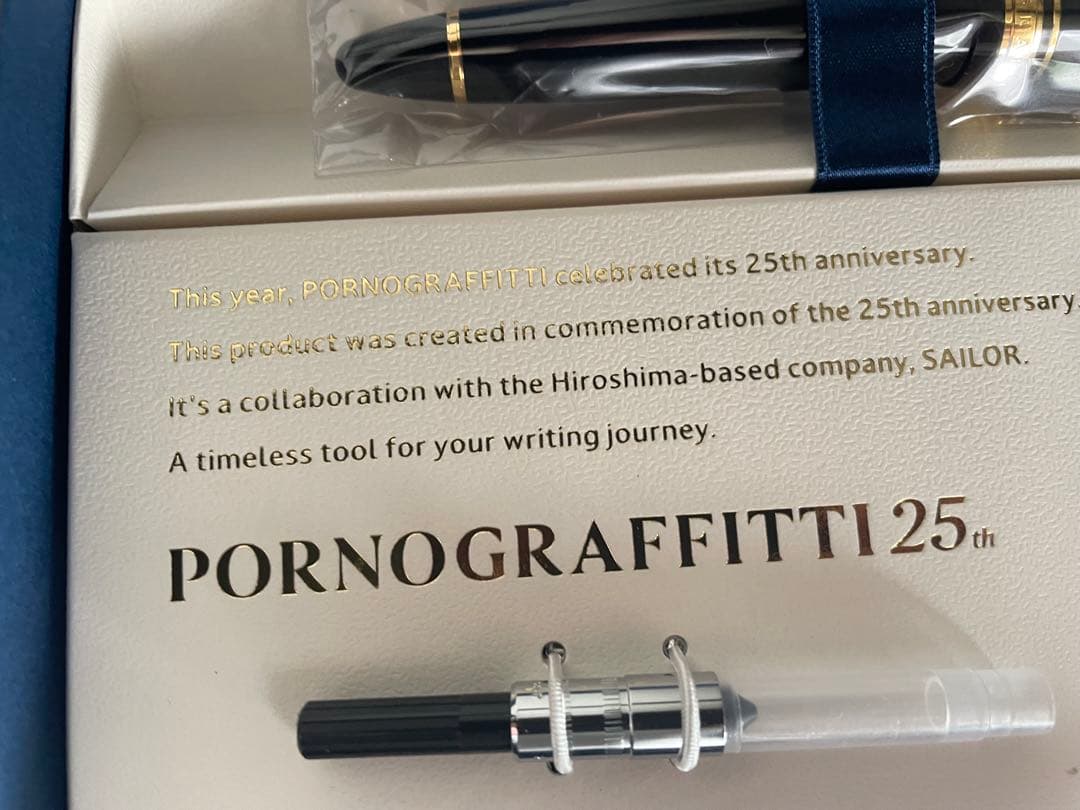 This year, PORNOGRAFFITTI celebrated its 25th anniversary.
This product was created in commemoration of the 25th anniversary.
It's a collaboration with the Hiroshima-based company, SAILOR.
A timeless tool for your writing journey.
PORNOGRAFFITTI 25th